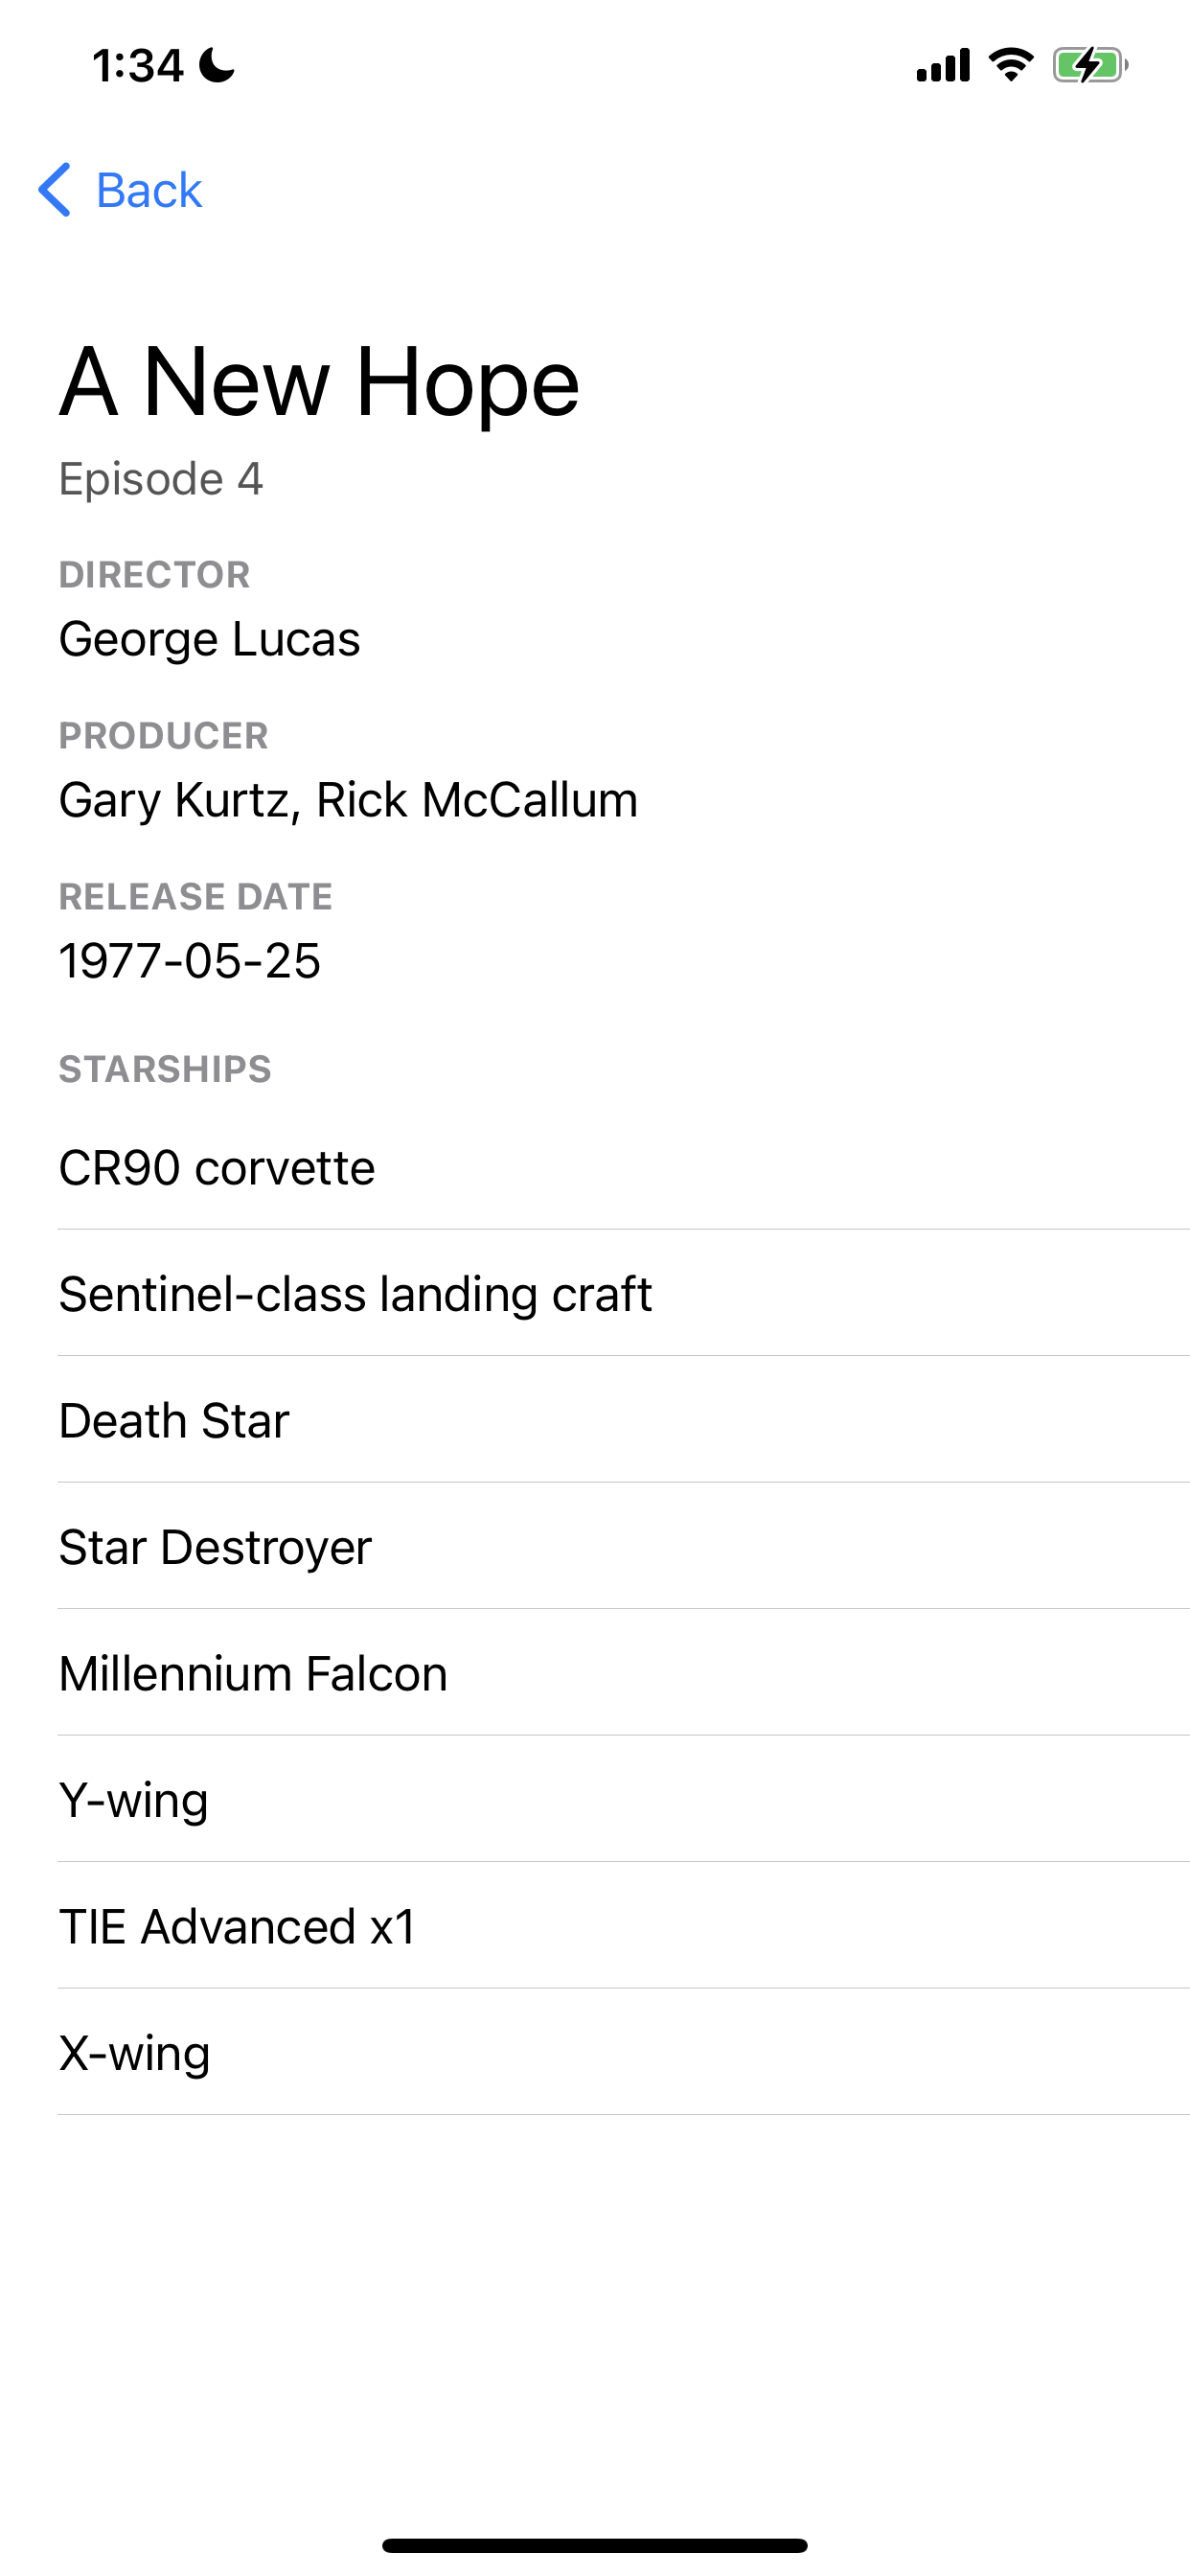 1:34
Back
A New Hope
Episode 4
DIRECTOR
George Lucas
PRODUCER
Gary Kurtz, Rick McCallum
RELEASE DATE
1977-05-25
STARSHIPS
CR90 corvette
Sentinel-class landing craft
Death Star
Star Destroyer
Millennium Falcon
Y-wing
TIE Advanced x1
X-wing